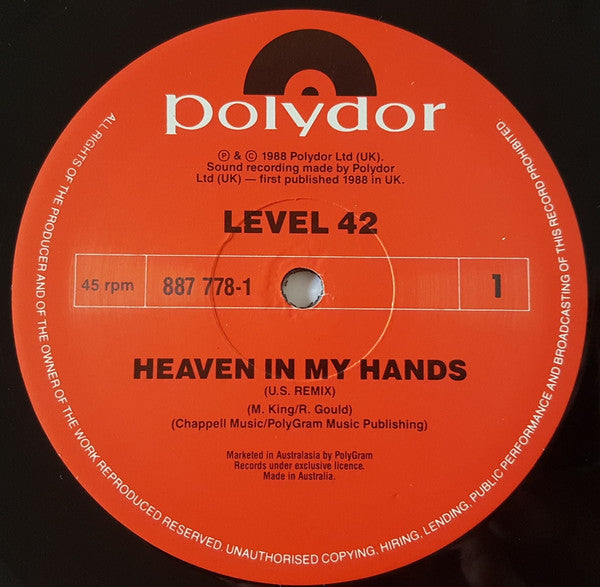 polydor
℗ & © 1988 Polydor Ltd (UK).
Sound recording made by Polydor
Ltd (UK) — first published 1988 in UK.
LEVEL 42
45 rpm 887 778-1 1
HEAVEN IN MY HANDS
(U.S. REMIX)
(M. King/R. Gould)
(Chappell Music/PolyGram Music Publishing)
Marketed in Australasia by PolyGram
Records under exclusive licence.
Made in Australia.
ALL RIGHTS OF THE PRODUCER AND OF THE OWNER OF THE WORK REPRODUCED RESERVED. UNAUTHORISED COPYING, HIRING, LENDING, PUBLIC PERFORMANCE AND BROADCASTING OF THIS RECORD PROHIBITED.